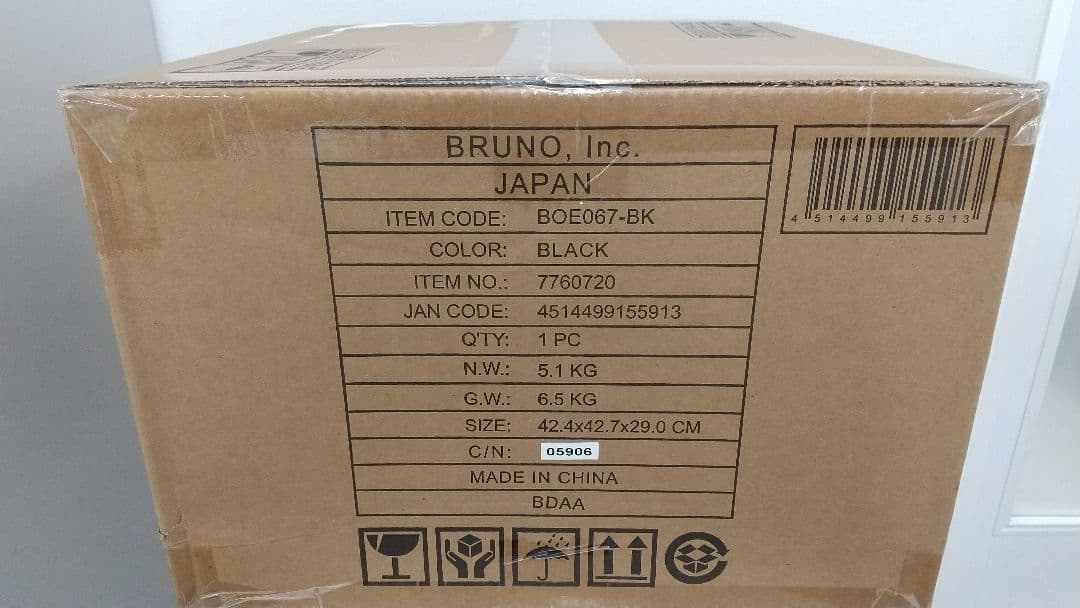 BRUNO, Inc.
JAPAN
ITEM CODE: BOE067-BK
COLOR: BLACK
ITEM NO.: 7760720
JAN CODE: 4514499155913
Q'TY: 1 PC
N.W.: 5.1 KG
G.W.: 6.5 KG
SIZE: 42.4x42.7x29.0 CM
C/N: 05906
MADE IN CHINA
BDAA
4 514499 155913